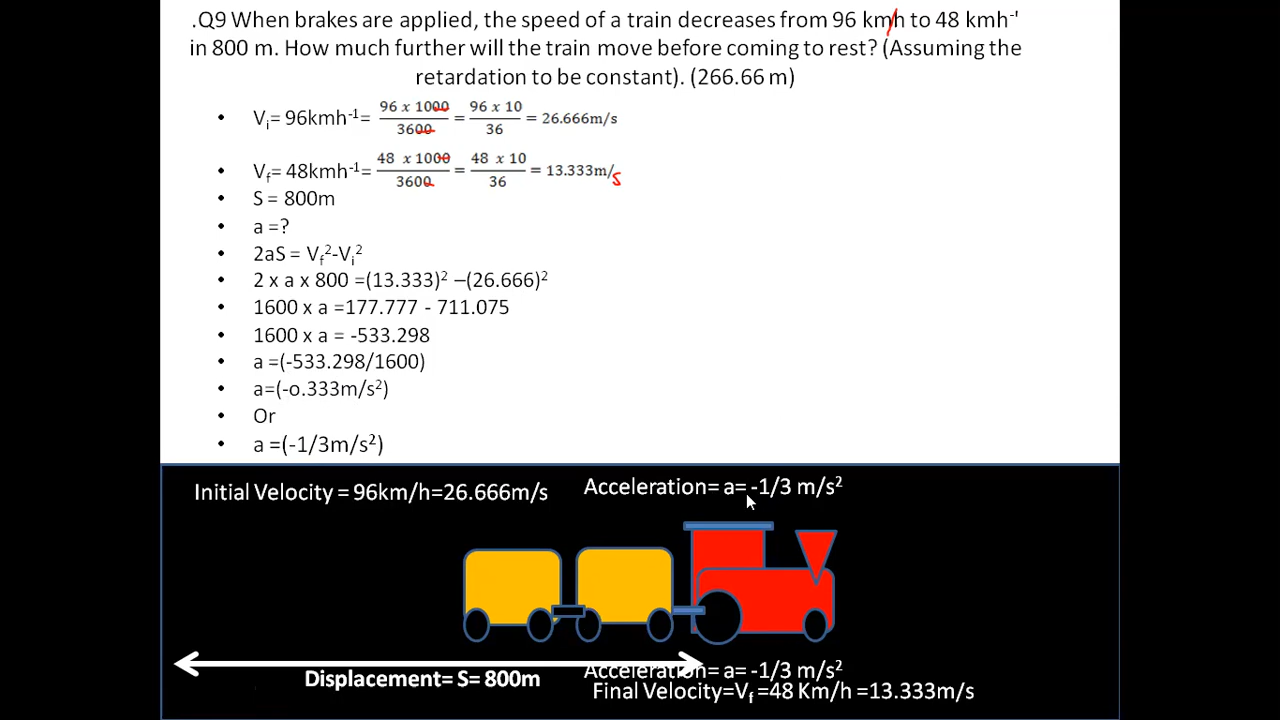 .Q9 When brakes are applied, the speed of a train decreases from 96 km/h to 48 kmh⁻¹
in 800 m. How much further will the train move before coming to rest? (Assuming the
retardation to be constant). (266.66 m)
• Vᵢ= 96kmh⁻¹= 96 x 1000/3600 = 96 x 10/36 = 26.666m/s
• V_f= 48kmh⁻¹= 48 x 1000/3600 = 48 x 10/36 = 13.333m/s
• S = 800m
• a =?
• 2aS = V_f²-Vᵢ²
• 2 x a x 800 =(13.333)² –(26.666)²
• 1600 x a =177.777 - 711.075
• 1600 x a = -533.298
• a =(-533.298/1600)
• a=(-o.333m/s²)
• Or
• a =(-1/3m/s²)
Initial Velocity = 96km/h=26.666m/s
Acceleration= a= -1/3 m/s²
Acceleration= a= -1/3 m/s²
Displacement= S= 800m
Final Velocity=V_f =48 Km/h =13.333m/s